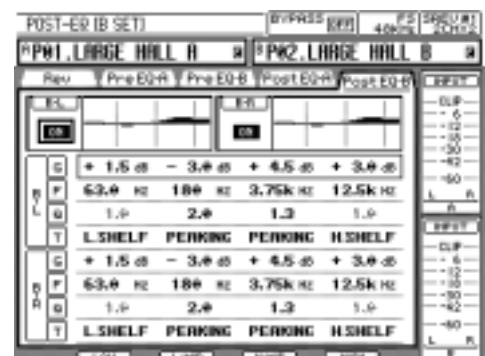 POST-EQ [B SET]
BYPASS OFF
FS 48kHz
SREV#1
2CHx2
A P01.LARGE HALL A
B P02.LARGE HALL B
Rev
Pre EQ-A
Pre EQ-B
Post EQ-A
Post EQ-B
INPUT
B-L
B-R
ON
ON
CLIP
G + 1.5 dB - 3.0 dB + 4.5 dB + 3.0 dB
F 63.0 Hz 180 Hz 3.75k Hz 12.5k Hz
Q 1.0 2.0 1.3 1.0
T L.SHELF PEAKING PEAKING H.SHELF
L R
A
INPUT
CLIP
G + 1.5 dB - 3.0 dB + 4.5 dB + 3.0 dB
F 63.0 Hz 180 Hz 3.75k Hz 12.5k Hz
Q 1.0 2.0 1.3 1.0
T L.SHELF PEAKING PEAKING H.SHELF
L R